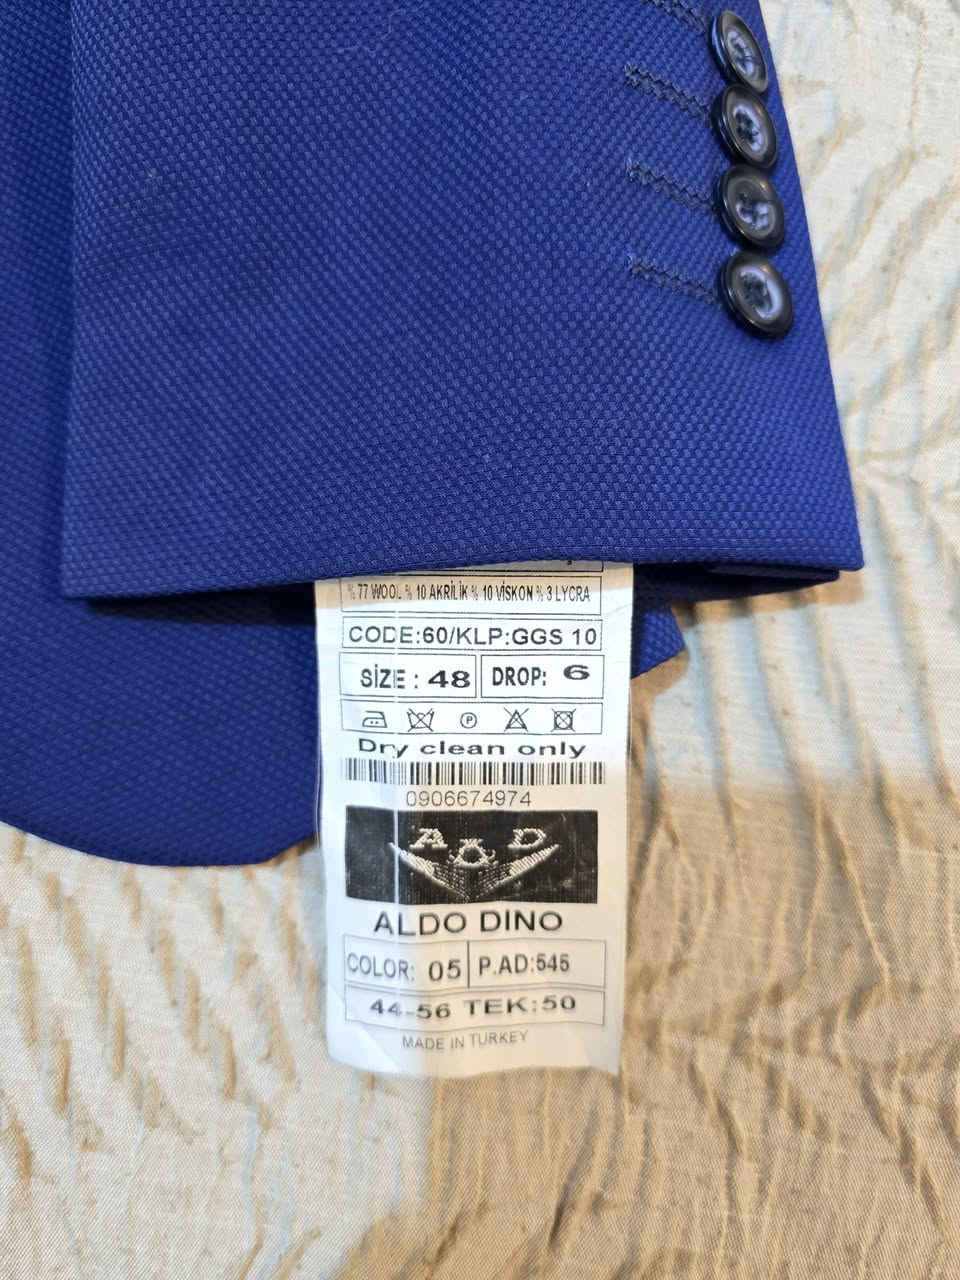 % 77 WOOL % 10 AKRİLİK % 10 VİSKON % 3 LYCRA
CODE:60/KLP:GGS 10
SİZE : 48 DROP: 6
P
Dry clean only
0906674974
A&D
ALDO DINO
COLOR: 05 P.AD:545
44-56 TEK:50
MADE IN TURKEY